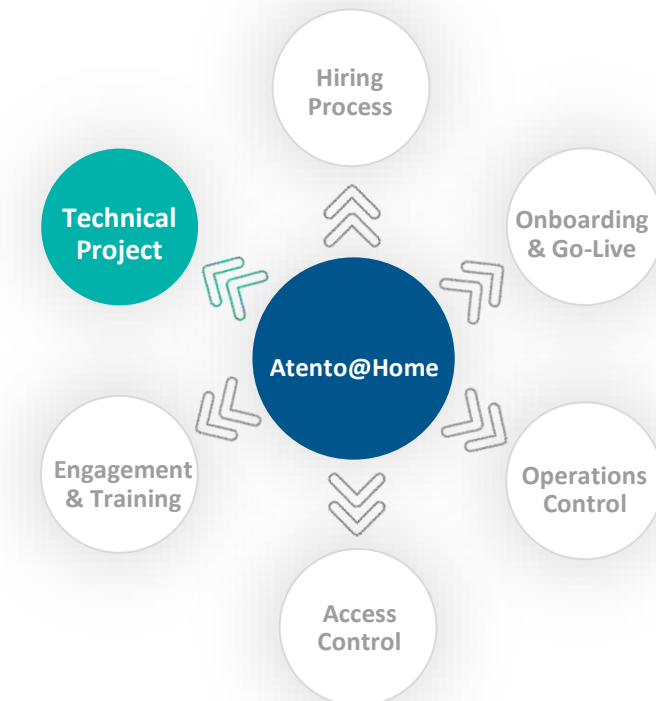 Hiring
Process
Technical
Project
Onboarding
& Go-Live
Atento@Home
Engagement
& Training
Operations
Control
Access
Control